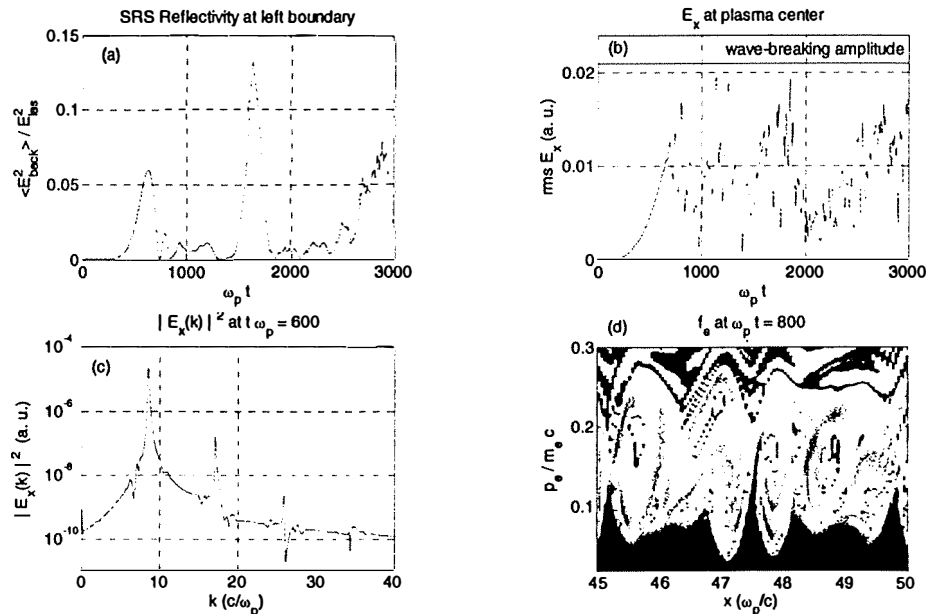 SRS Reflectivity at left boundary
(a)
0.15
0.1
0.05
0
<E²back> / E²las
0 1000 2000 3000
ωp t
Ex at plasma center
(b)
wave-breaking amplitude
0.02
0.01
0
rms Ex (a. u.)
0 1000 2000 3000
ωp t
| Ex(k) |² at t ωp = 600
(c)
10⁻⁴
10⁻⁶
10⁻⁸
10⁻¹⁰
| Ex(k) |² (a. u.)
0 10 20 30 40
k (c/ωp)
fe at ωp t = 800
(d)
0.3
0.2
0.1
pe / me c
45 46 47 48 49 50
x (ωp/c)